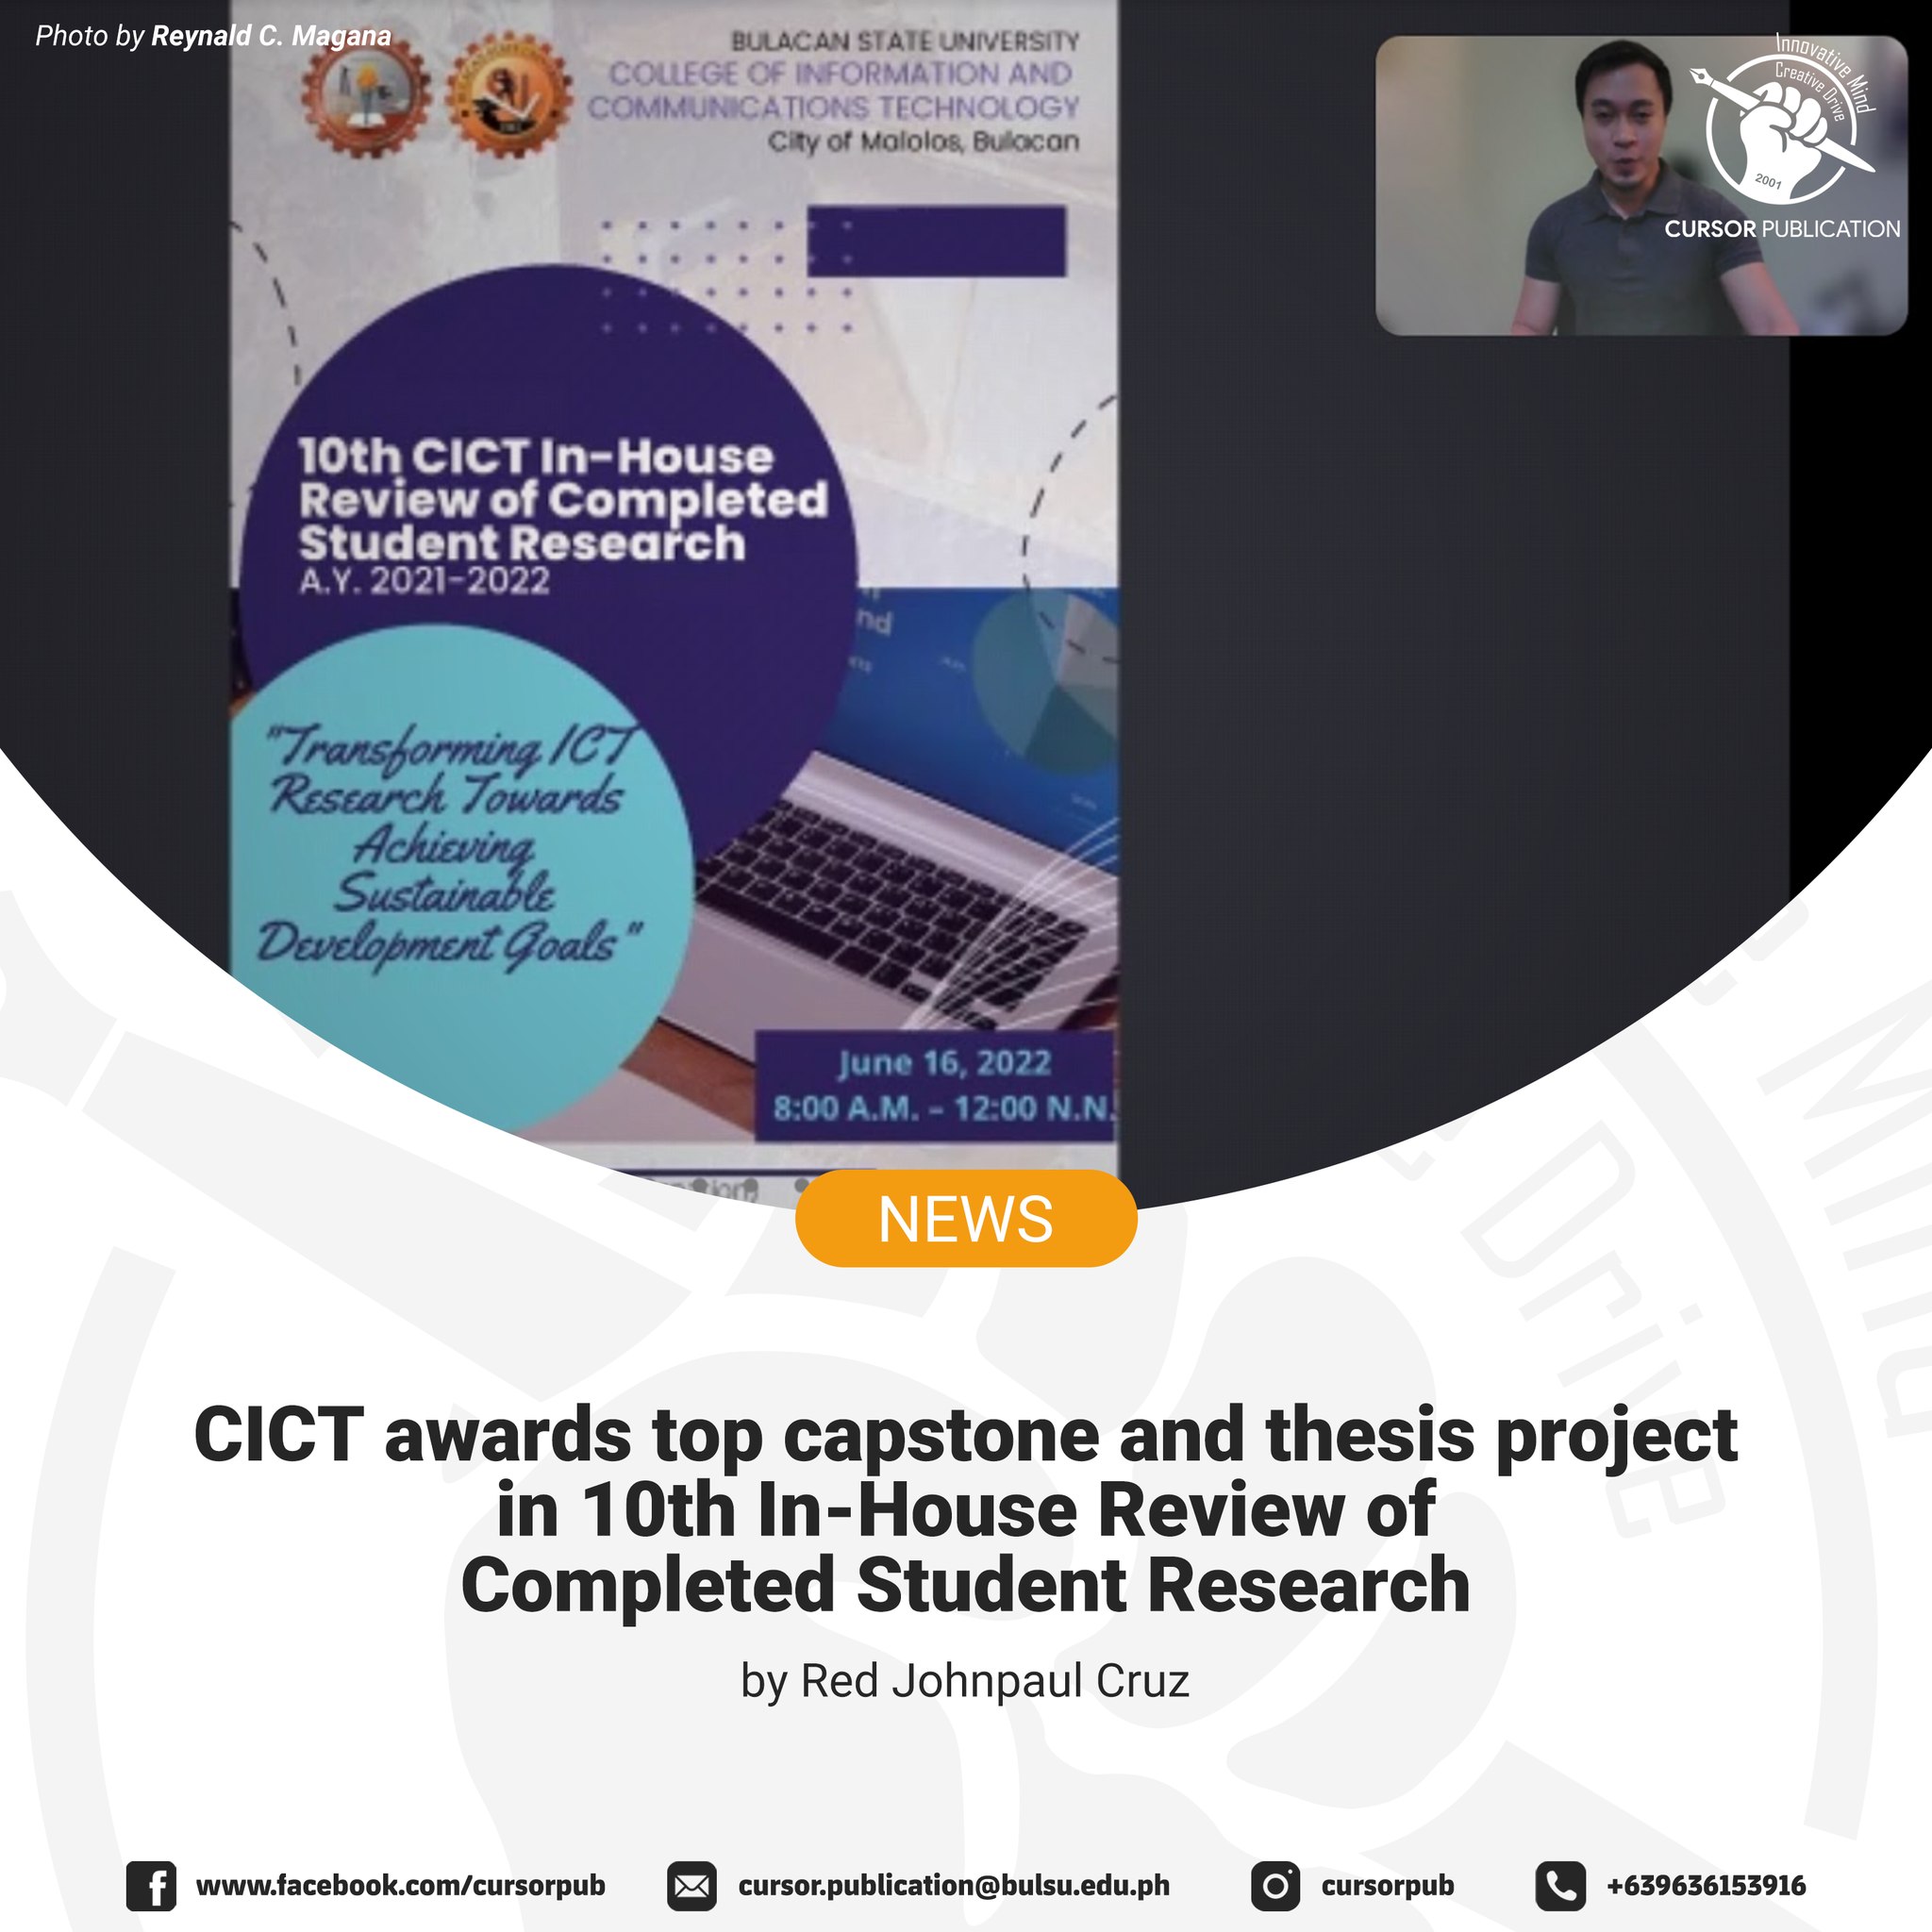 Photo by Reynald C. Magana
BULACAN STATE UNIVERSITY
COLLEGE OF INFORMATION AND
COMMUNICATIONS TECHNOLOGY
City of Malolos, Bulacan
Innovative Mind
Creative Drive
2001
CURSOR PUBLICATION
10th CICT In-House
Review of Completed
Student Research
A.Y. 2021-2022
nd
"Transforming ICT
Research Towards
Achieving
Sustainable
Development Goals"
June 16, 2022
8:00 A.M. – 12:00 N.N.
NEWS
CICT awards top capstone and thesis project
in 10th In-House Review of
Completed Student Research
by Red Johnpaul Cruz
www.facebook.com/cursorpub
cursor.publication@bulsu.edu.ph
cursorpub
+639636153916
Mind
Drive